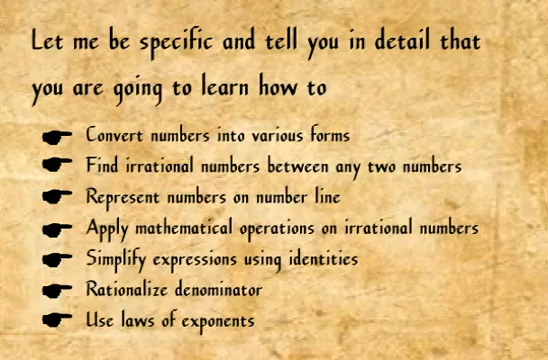 Let me be specific and tell you in detail that
you are going to learn how to
Convert numbers into various forms
Find irrational numbers between any two numbers
Represent numbers on number line
Apply mathematical operations on irrational numbers
Simplify expressions using identities
Rationalize denominator
Use laws of exponents